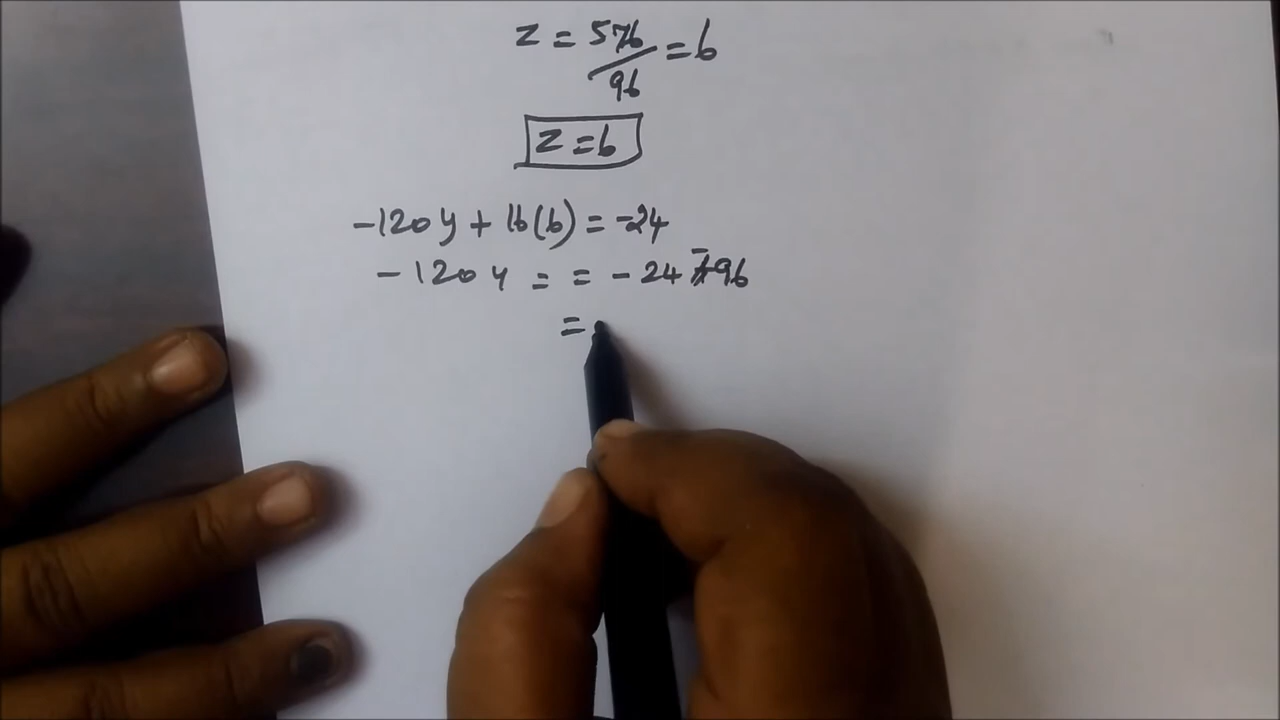 z = 576/96 = 6
z = 6
-120y + 16(6) = -24
-120y = = -24 - 96
=